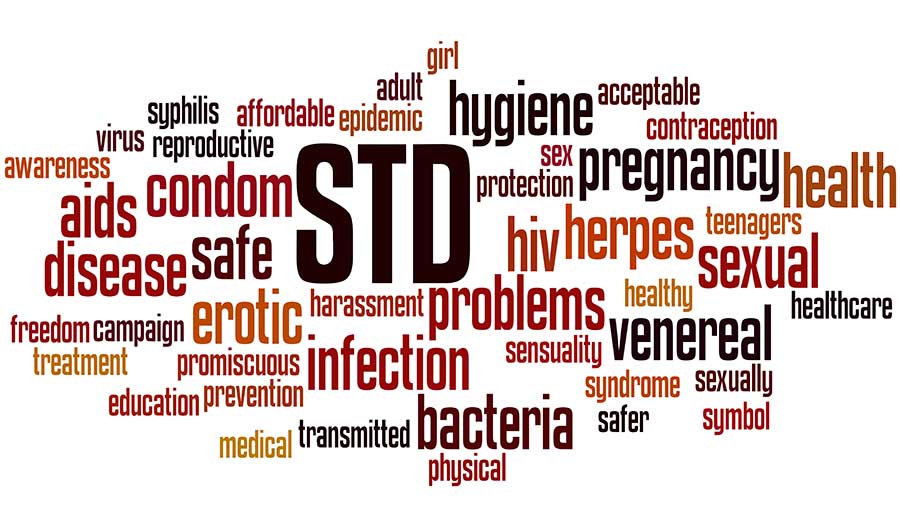 girl
adult
hygiene
acceptable
syphilis
affordable
epidemic
contraception
virus
reproductive
STD
sex
pregnancy
health
awareness
condom
protection
aids
safe
hiv
herpes
teenagers
disease
sexual
erotic
harassment
problems
healthy
healthcare
freedom
campaign
venereal
treatment
promiscuous
infection
sensuality
education
prevention
syndrome
sexually
medical
transmitted
bacteria
safer
symbol
physical